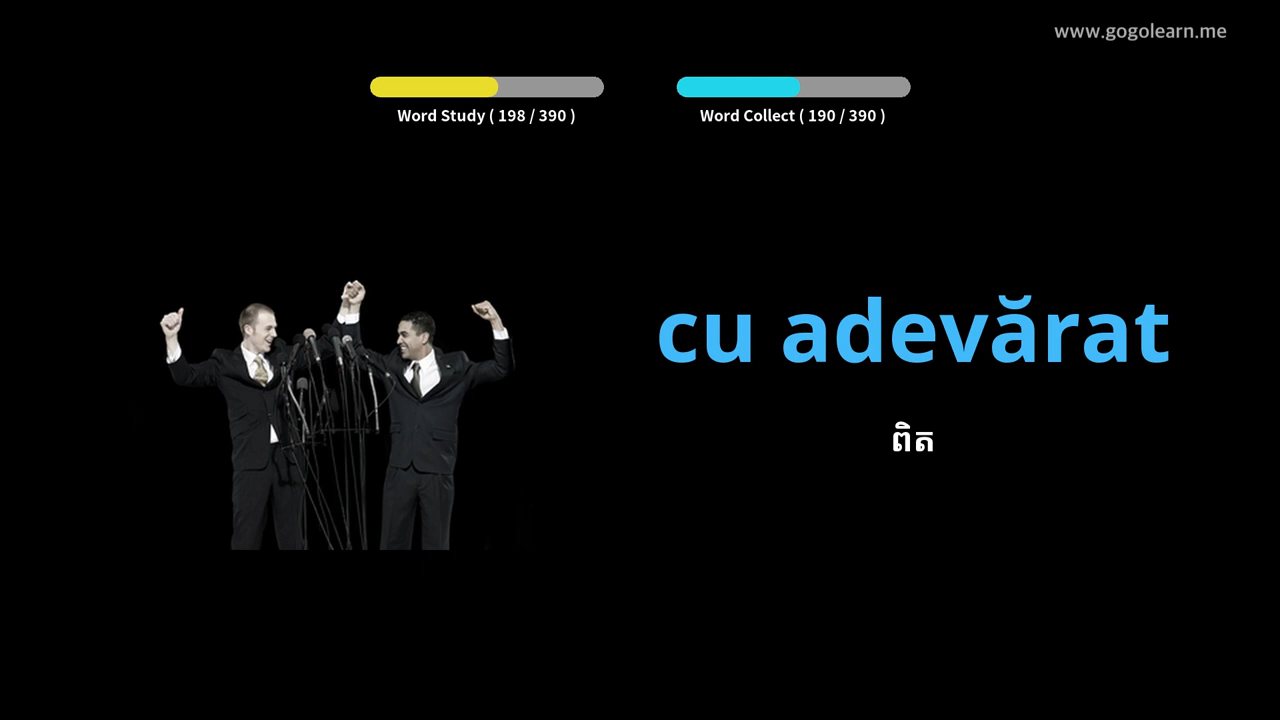 www.gogolearn.me
Word Study ( 198 / 390 )
Word Collect ( 190 / 390 )
cu adevărat
ពិត